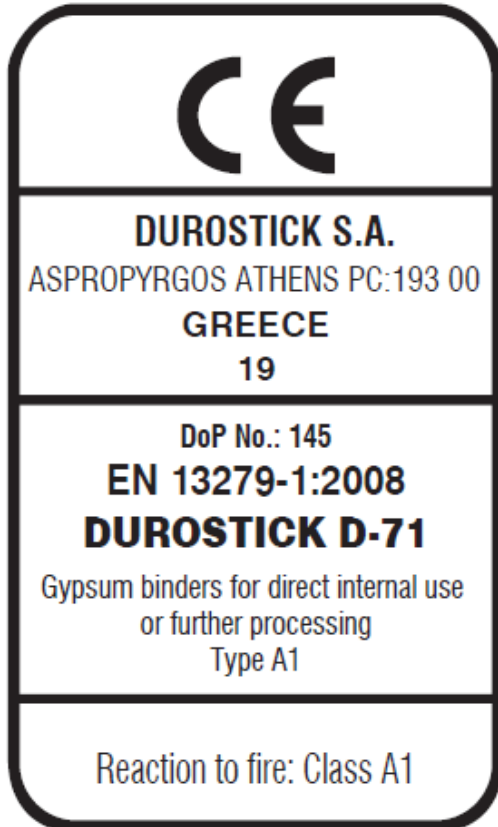 CE
DUROSTICK S.A.
ASPROPYRGOS ATHENS PC:193 00
GREECE
19
DoP No.: 145
EN 13279-1:2008
DUROSTICK D-71
Gypsum binders for direct internal use
or further processing
Type A1
Reaction to fire: Class A1